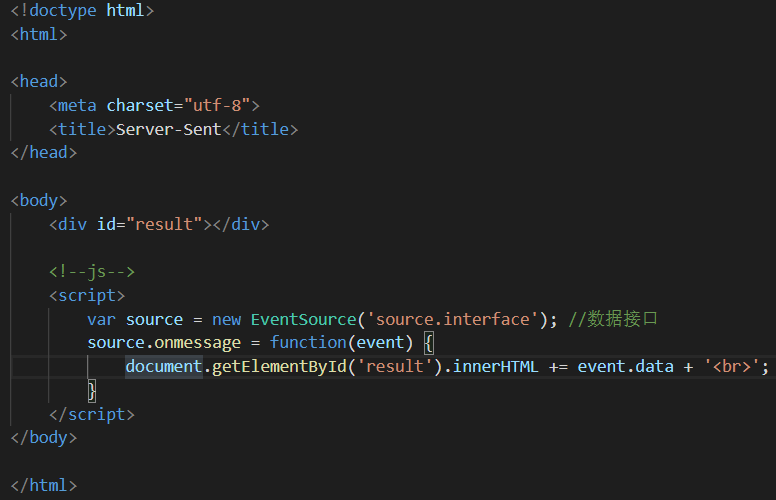 <!doctype html>
<html>
<head>
<meta charset="utf-8">
<title>Server-Sent</title>
</head>
<body>
<div id="result"></div>
<!--js-->
<script>
var source = new EventSource('source.interface'); //数据接口
source.onmessage = function(event) {
document.getElementById('result').innerHTML += event.data + '<br>';
}
</script>
</body>
</html>